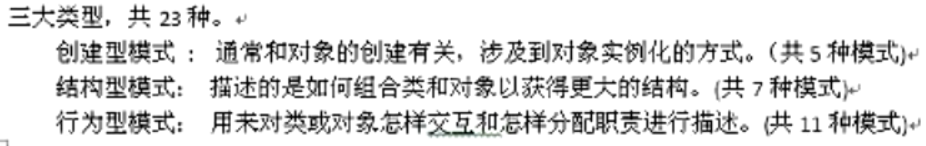 三大类型，共 23 种。
创建型模式 ： 通常和对象的创建有关，涉及到对象实例化的方式。（共 5 种模式)
结构型模式： 描述的是如何组合类和对象以获得更大的结构。(共 7 种模式)
行为型模式： 用来对类或对象怎样交互和怎样分配职责进行描述。(共 11 种模式)